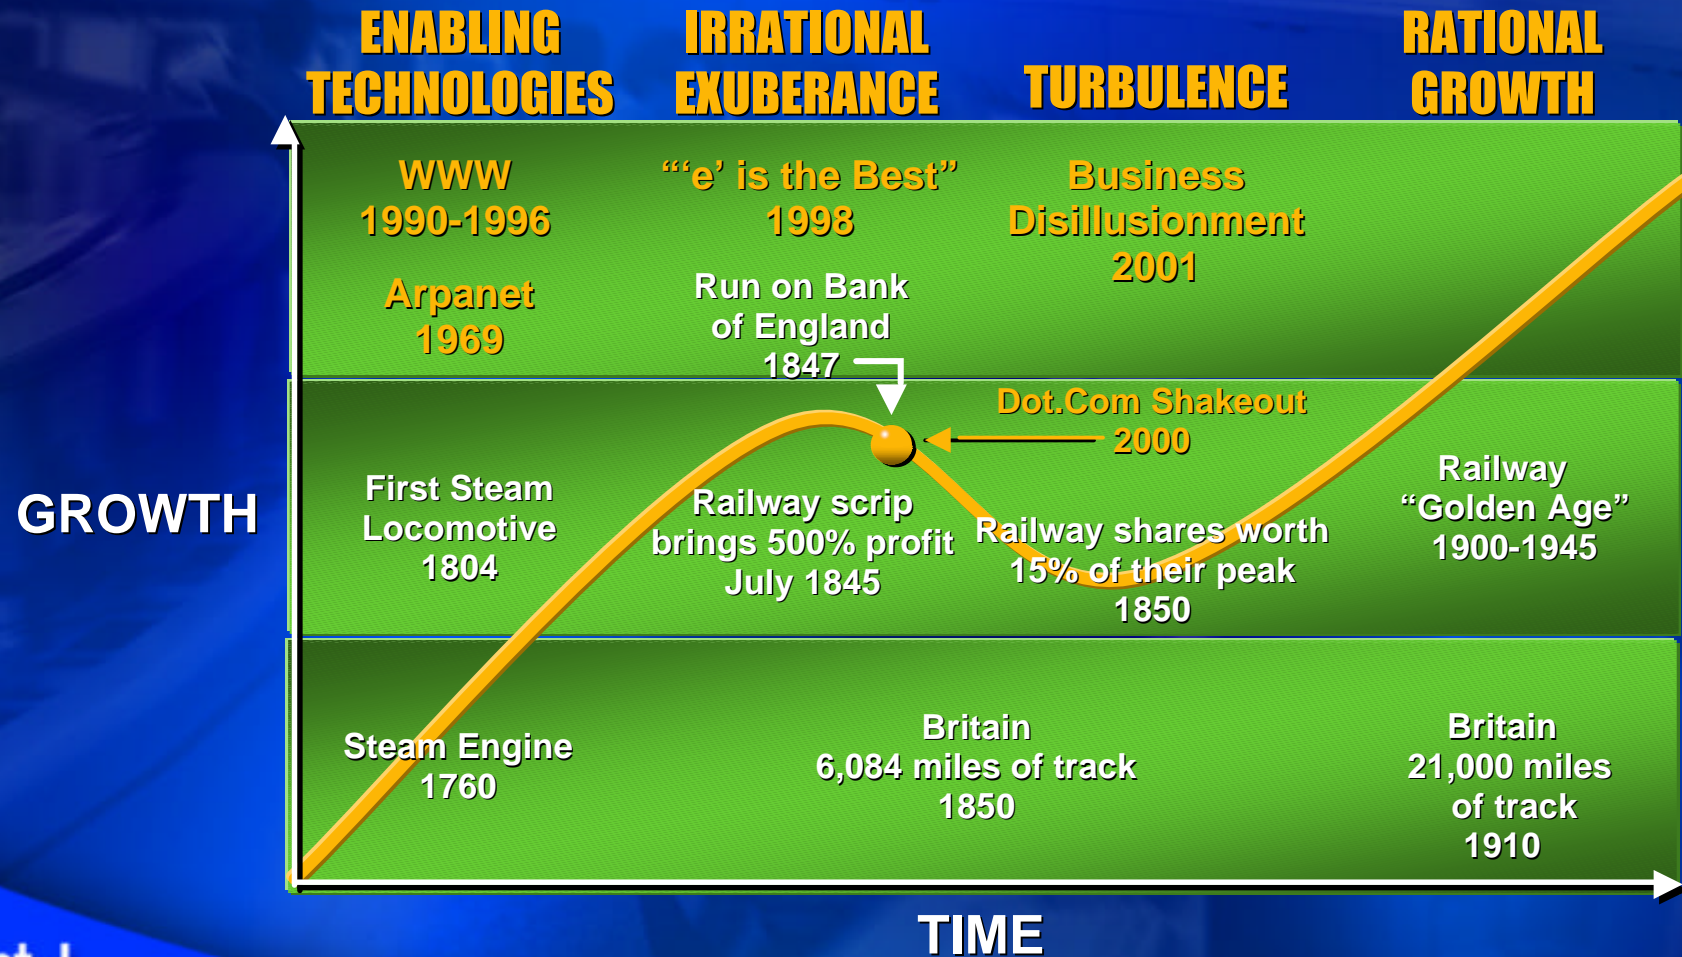 ENABLING
TECHNOLOGIES
IRRATIONAL
EXUBERANCE
TURBULENCE
RATIONAL
GROWTH
WWW
1990-1996
Arpanet
1969
“‘e’ is the Best”
1998
Run on Bank
of England
1847
Business
Disillusionment
2001
Dot.Com Shakeout
2000
GROWTH
First Steam
Locomotive
1804
Railway scrip
brings 500% profit
July 1845
Railway shares worth
15% of their peak
1850
Railway
“Golden Age”
1900-1945
Steam Engine
1760
Britain
6,084 miles of track
1850
Britain
21,000 miles
of track
1910
TIME